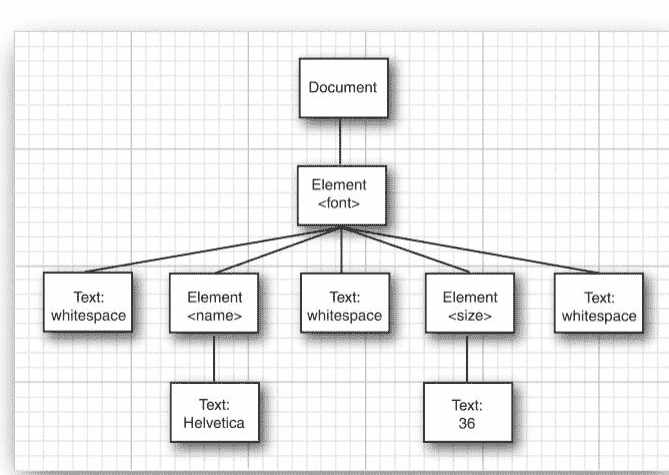 Document
Element
<font>
Text:
whitespace
Element
<name>
Text:
whitespace
Element
<size>
Text:
whitespace
Text:
Helvetica
Text:
36